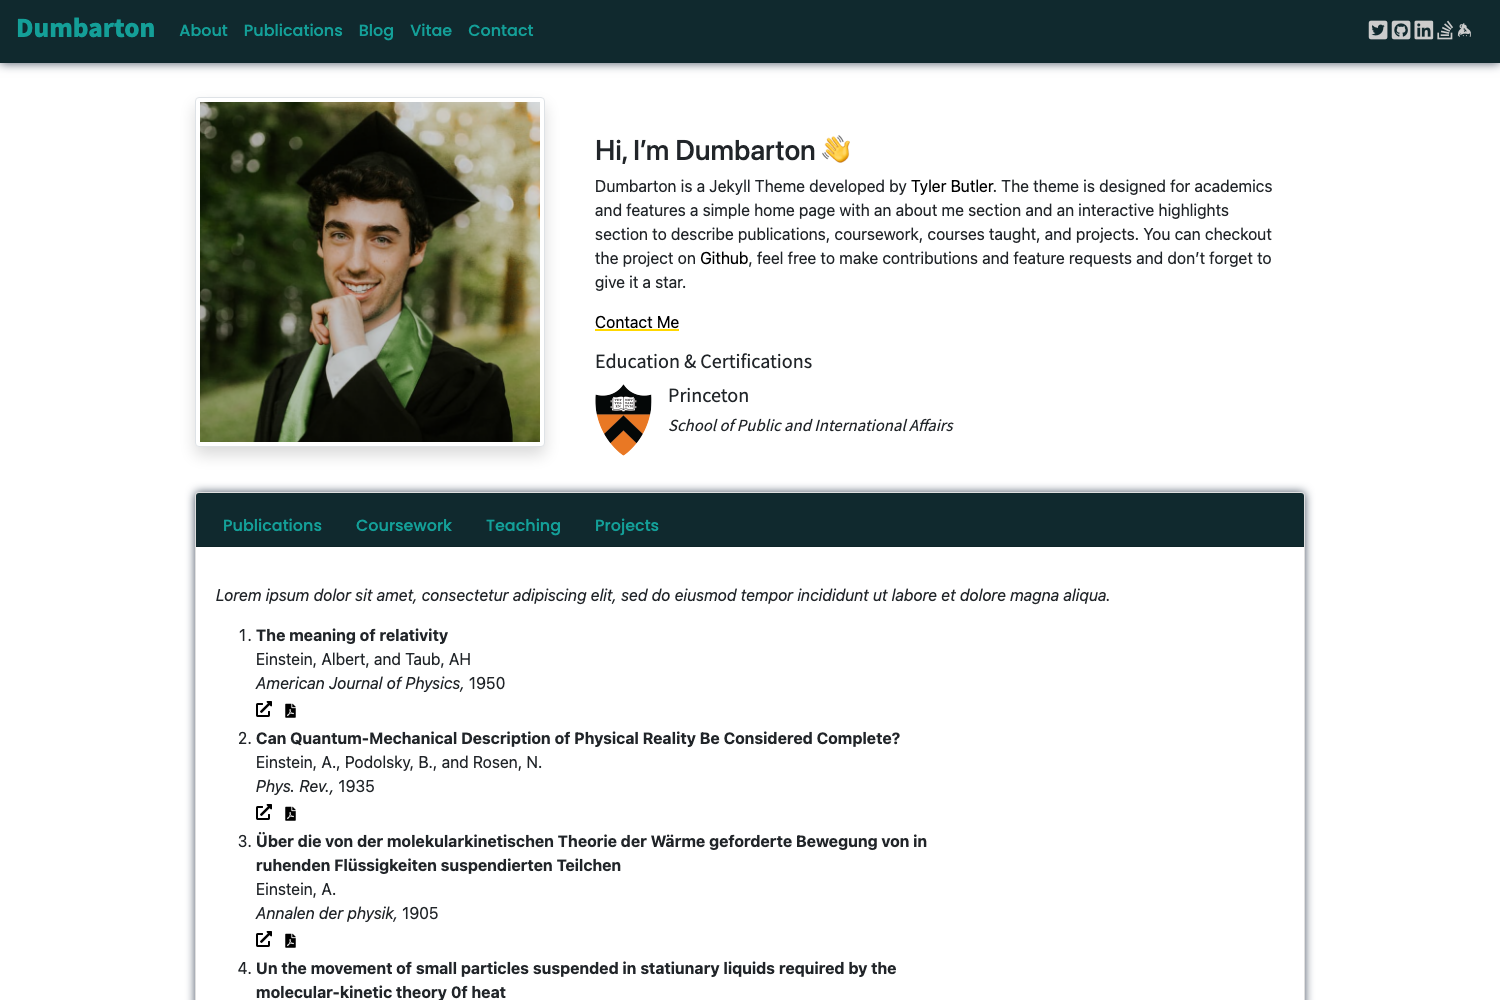 Dumbarton About Publications Blog Vitae Contact
Hi, I’m Dumbarton 👋
Dumbarton is a Jekyll Theme developed by Tyler Butler. The theme is designed for academics
and features a simple home page with an about me section and an interactive highlights
section to describe publications, coursework, courses taught, and projects. You can checkout
the project on Github, feel free to make contributions and feature requests and don’t forget to
give it a star.
Contact Me
Education & Certifications
Princeton
School of Public and International Affairs
Publications Coursework Teaching Projects
Lorem ipsum dolor sit amet, consectetur adipiscing elit, sed do eiusmod tempor incididunt ut labore et dolore magna aliqua.
1. The meaning of relativity
Einstein, Albert, and Taub, AH
American Journal of Physics, 1950
2. Can Quantum-Mechanical Description of Physical Reality Be Considered Complete?
Einstein, A., Podolsky, B., and Rosen, N.
Phys. Rev., 1935
3. Über die von der molekularkinetischen Theorie der Wärme geforderte Bewegung von in
ruhenden Flüssigkeiten suspendierten Teilchen
Einstein, A.
Annalen der physik, 1905
4. Un the movement of small particles suspended in statiunary liquids required by the
molecular-kinetic theory 0f heat